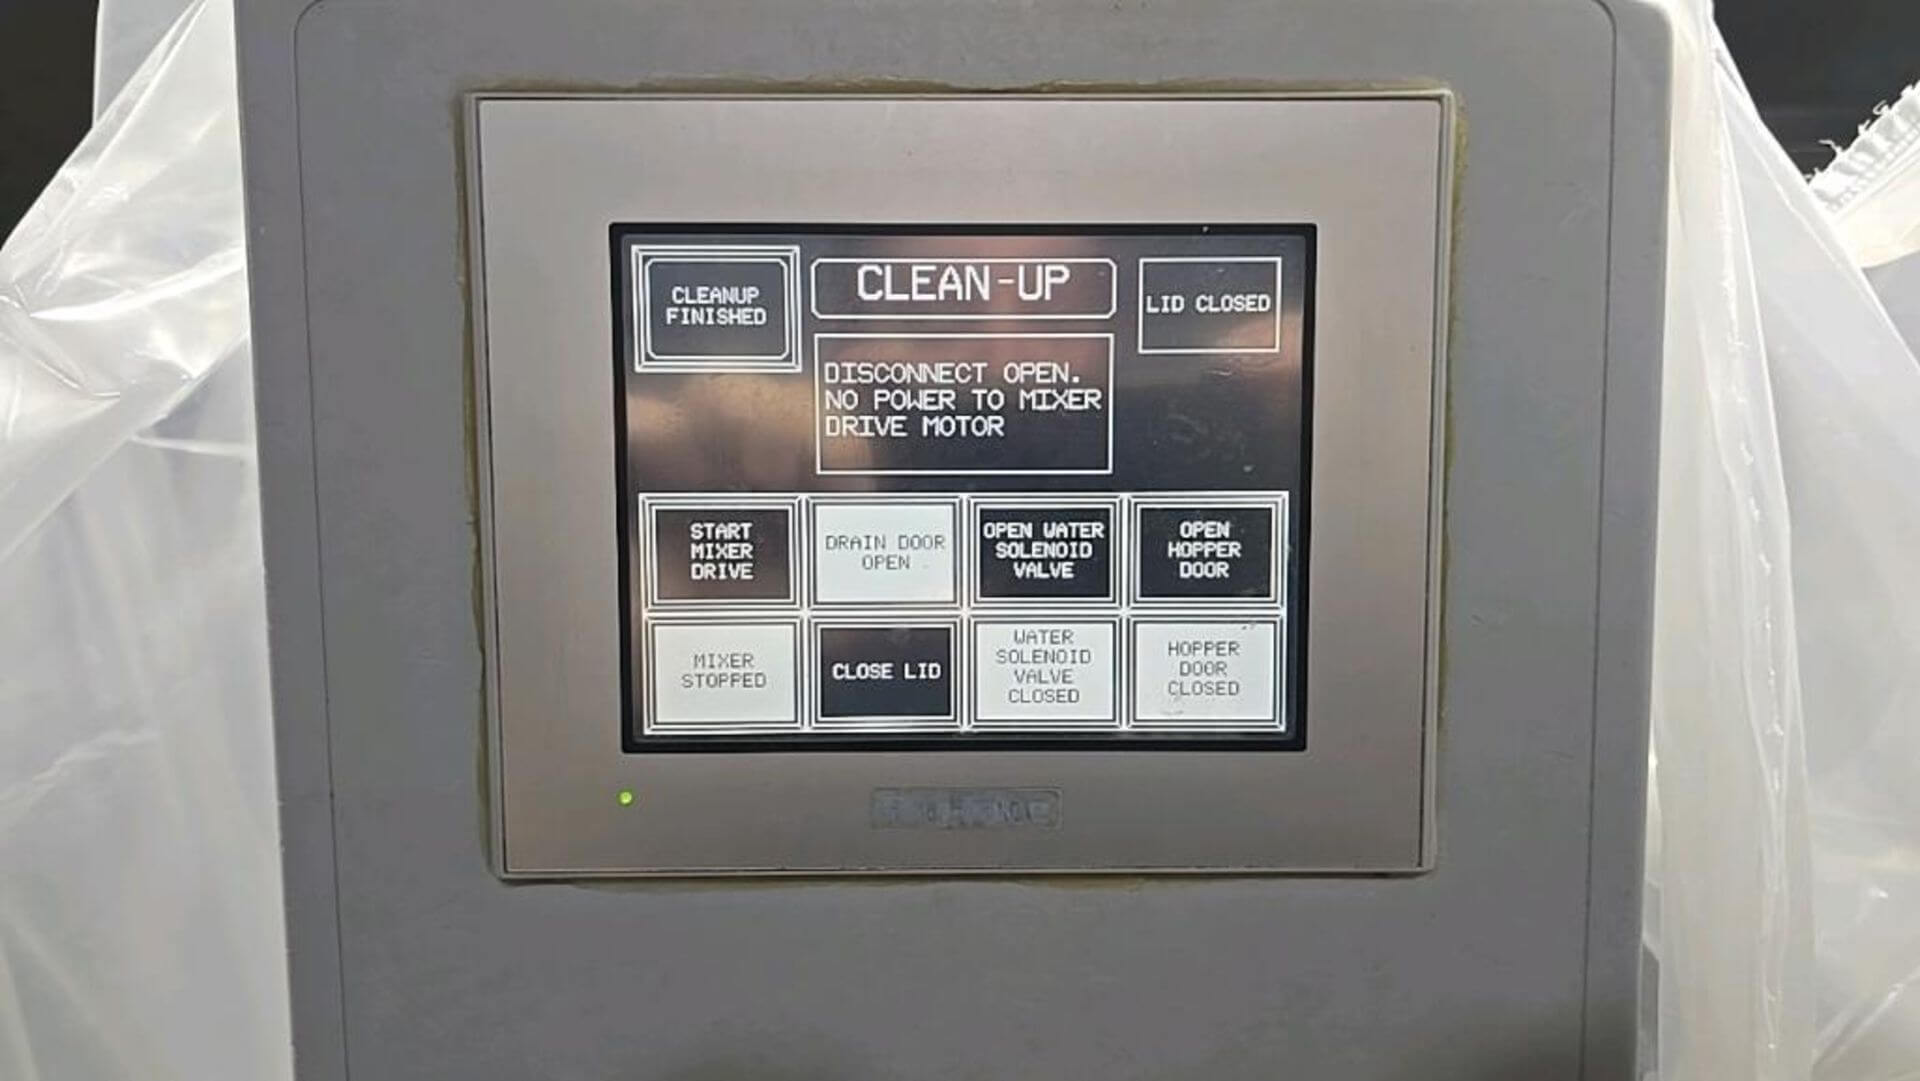 CLEANUP
FINISHED
CLEAN-UP
LID CLOSED
DISCONNECT OPEN.
NO POWER TO MIXER
DRIVE MOTOR
START
MIXER
DRIVE
DRAIN DOOR
OPEN
OPEN WATER
SOLENOID
VALVE
OPEN
HOPPER
DOOR
MIXER
STOPPED
CLOSE LID
WATER
SOLENOID
VALVE
CLOSED
HOPPER
DOOR
CLOSED